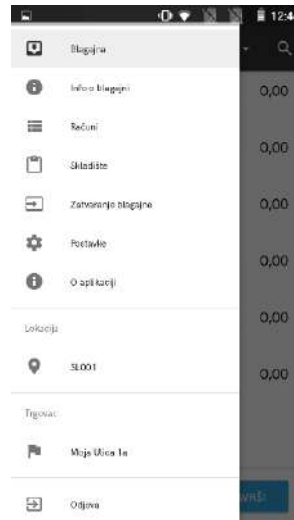 12:4
Blagajna
Info o blagajni
0,00
Računi
0,00
Skladište
Zatvaranje blagajne
0,00
Postavke
0,00
O aplikaciji
Lokacija
0,00
SL001
0,00
Trgovac
Moja Ulica 1a
Odjava